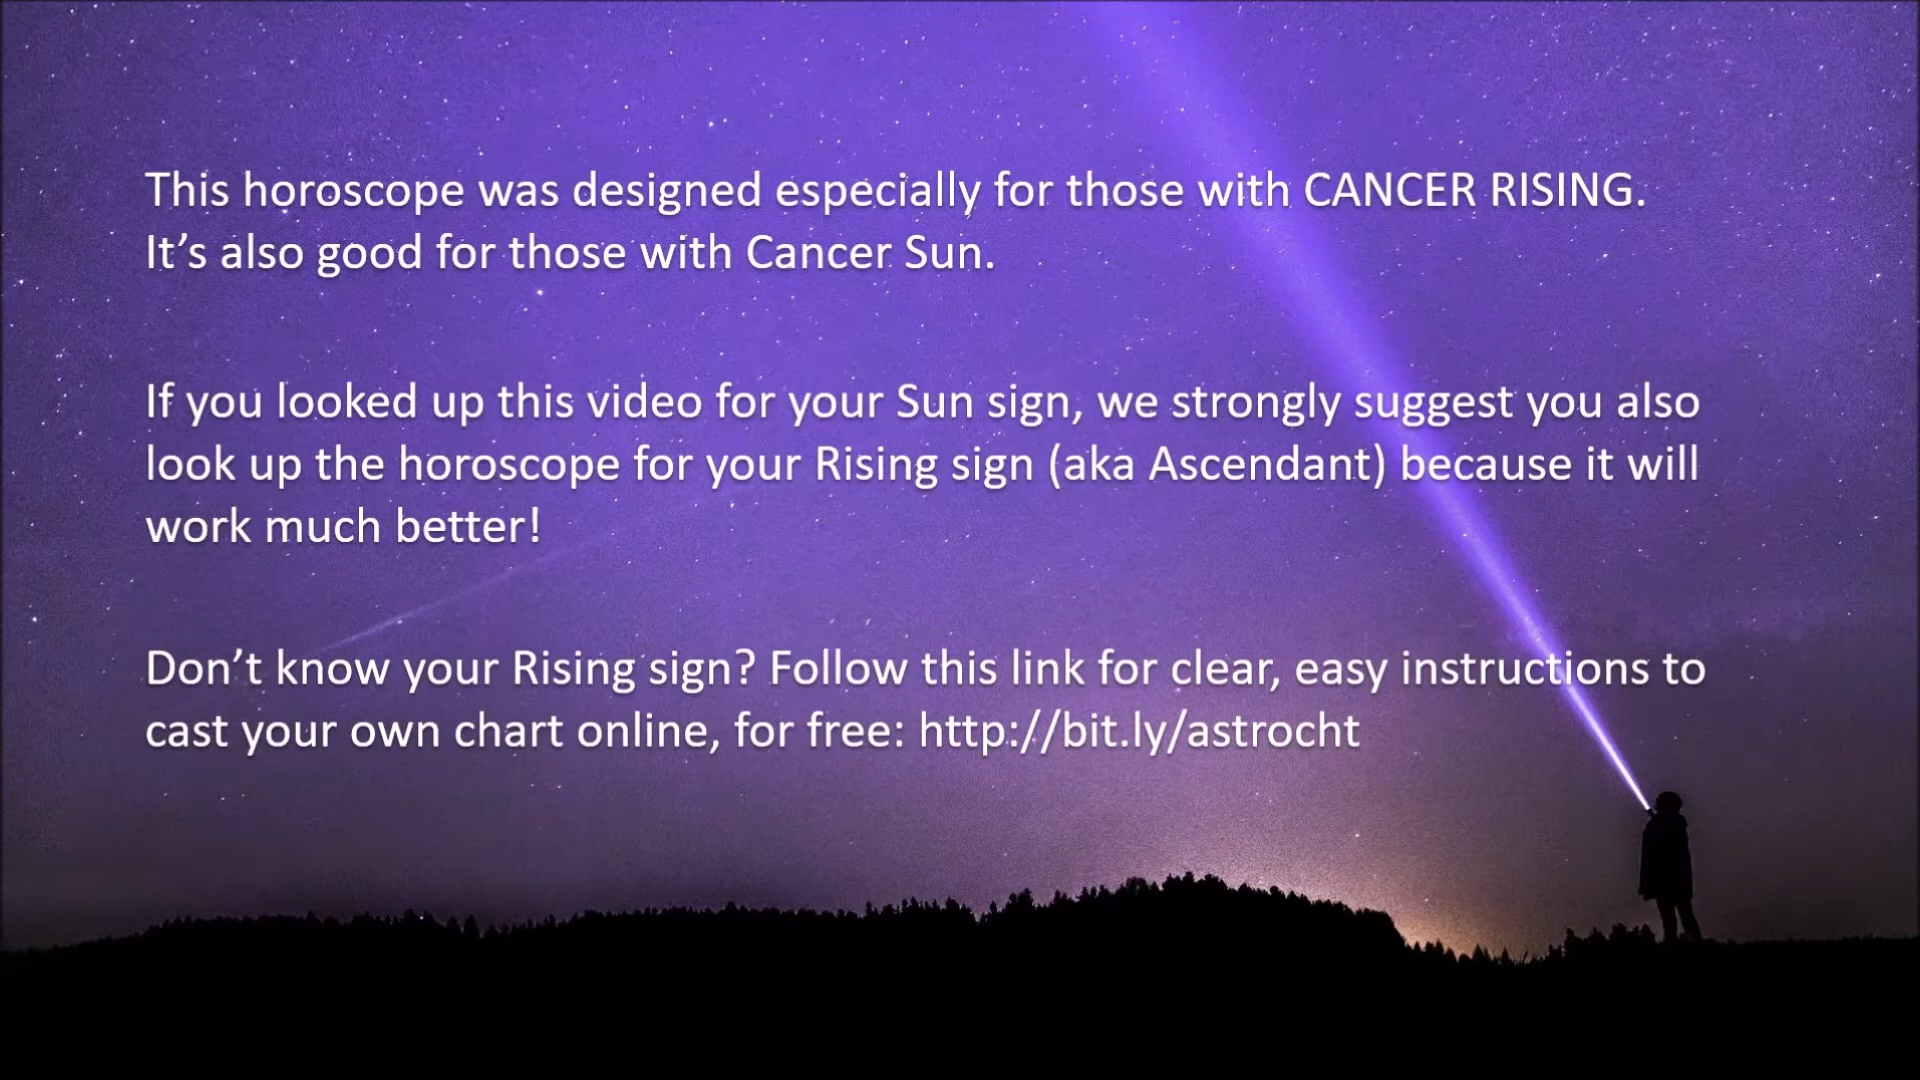 This horoscope was designed especially for those with CANCER RISING.
It’s also good for those with Cancer Sun.
If you looked up this video for your Sun sign, we strongly suggest you also
look up the horoscope for your Rising sign (aka Ascendant) because it will
work much better!
Don’t know your Rising sign? Follow this link for clear, easy instructions to
cast your own chart online, for free: http://bit.ly/astrocht